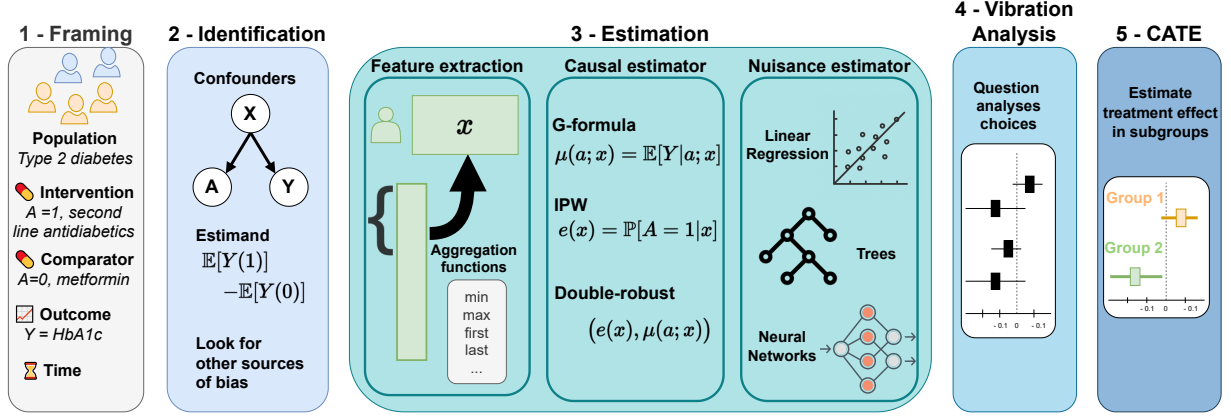 1 - Framing
Population
Type 2 diabetes
Intervention
A =1, second
line antidiabetics
Comparator
A=0, metformin
Outcome
Y = HbA1c
Time
2 - Identification
Confounders
X
A
Y
Estimand
𝔼[Y(1)]
−𝔼[Y(0)]
Look for
other sources
of bias
3 - Estimation
Feature extraction
x
{
Aggregation
functions
min
max
first
last
...
Causal estimator
G-formula
μ(a; x) = 𝔼[Y|a; x]
IPW
e(x) = ℙ[A = 1|x]
Double-robust
(e(x), μ(a; x))
Nuisance estimator
Linear
Regression
Trees
Neural
Networks
4 - Vibration
Analysis
Question
analyses
choices
- 0.1 0 - 0.1
5 - CATE
Estimate
treatment effect
in subgroups
Group 1
Group 2
- 0.1 0 - 0.1